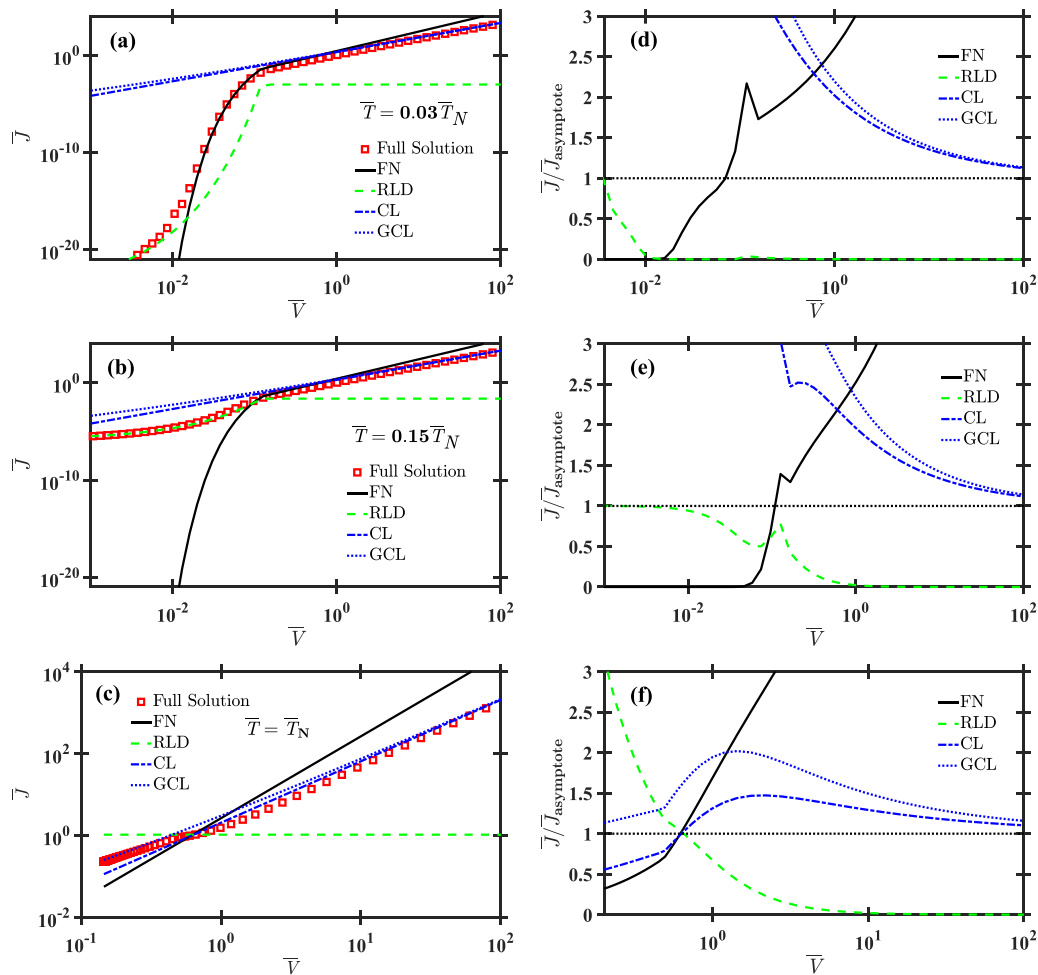 (a)
10^0
10^-10
10^-20
J̅
T̅ = 0.03T̅_N
Full Solution
FN
RLD
CL
GCL
10^-2
10^0
10^2
V̅
(d)
3
2.5
2
1.5
1
0.5
0
J̅/J̅_asymptote
FN
RLD
CL
GCL
10^-2
10^0
10^2
V̅
(b)
10^0
10^-10
10^-20
J̅
T̅ = 0.15T̅_N
Full Solution
FN
RLD
CL
GCL
10^-2
10^0
10^2
V̅
(e)
3
2.5
2
1.5
1
0.5
0
J̅/J̅_asymptote
FN
RLD
CL
GCL
10^-2
10^0
10^2
V̅
(c)
10^4
10^2
10^0
10^-2
J̅
Full Solution
FN
RLD
CL
GCL
T̅ = T̅_N
10^-1
10^0
10^1
10^2
V̅
(f)
3
2.5
2
1.5
1
0.5
0
J̅/J̅_asymptote
FN
RLD
CL
GCL
10^0
10^1
10^2
V̅